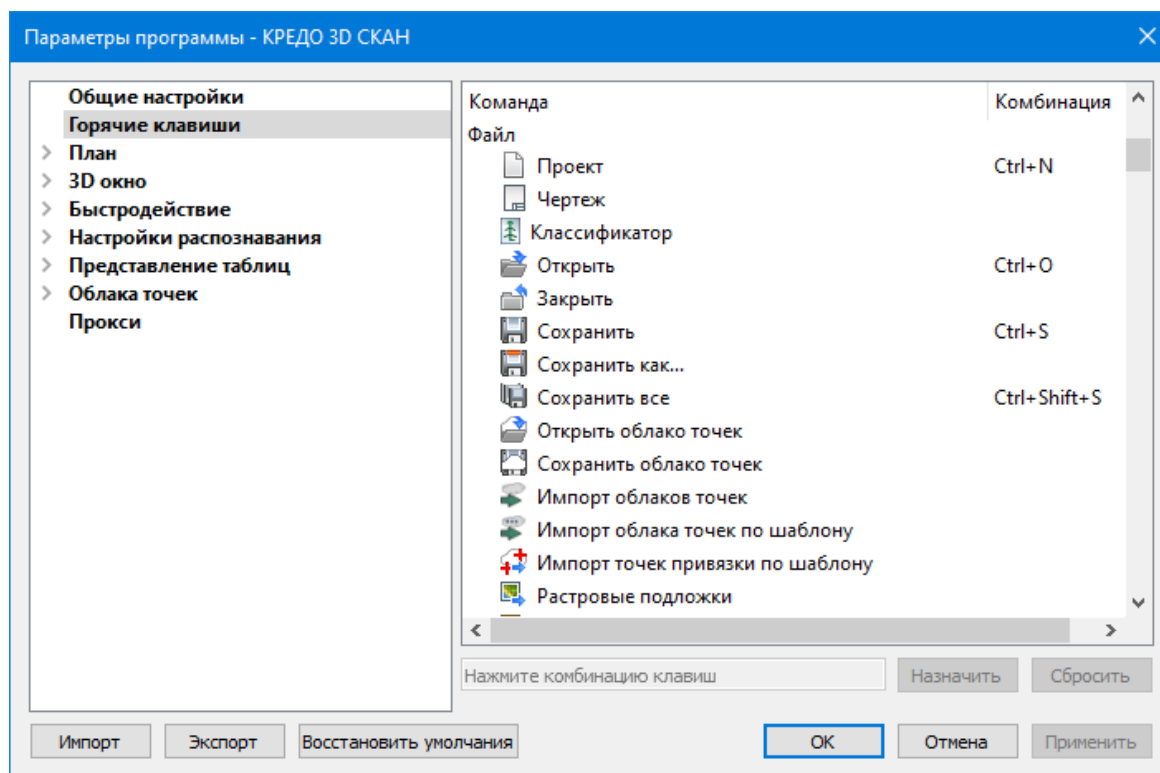 Параметры программы - КРЕДО 3D СКАН
Общие настройки
Горячие клавиши
План
3D окно
Быстродействие
Настройки распознавания
Представление таблиц
Облака точек
Прокси
Команда Комбинация
Файл
Проект Ctrl+N
Чертеж
Классификатор
Открыть Ctrl+O
Закрыть
Сохранить Ctrl+S
Сохранить как...
Сохранить все Ctrl+Shift+S
Открыть облако точек
Сохранить облако точек
Импорт облаков точек
Импорт облака точек по шаблону
Импорт точек привязки по шаблону
Растровые подложки
Нажмите комбинацию клавиш Назначить Сбросить
Импорт Экспорт Восстановить умолчания OK Отмена Применить